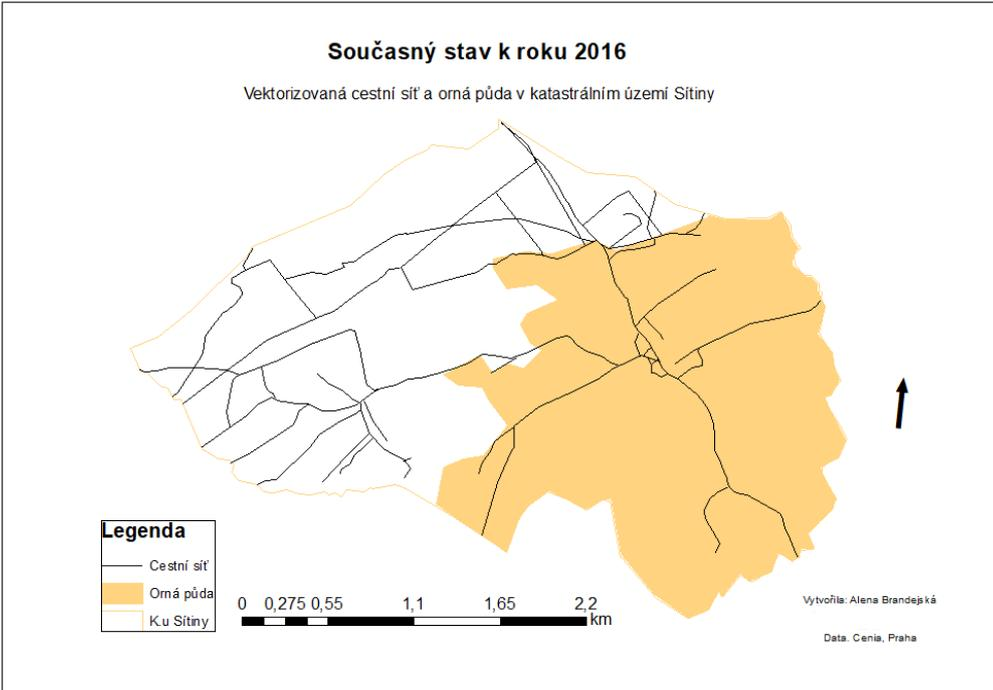 Současný stav k roku 2016
Vektorizovaná cestní síť a orná půda v katastrálním území Sítiny
Legenda
Cestní síť
Orná půda
K.u Sítiny
0 0,275 0,55 1,1 1,65 2,2
km
Vytvořila: Alena Brandejská
Data. Cenia, Praha